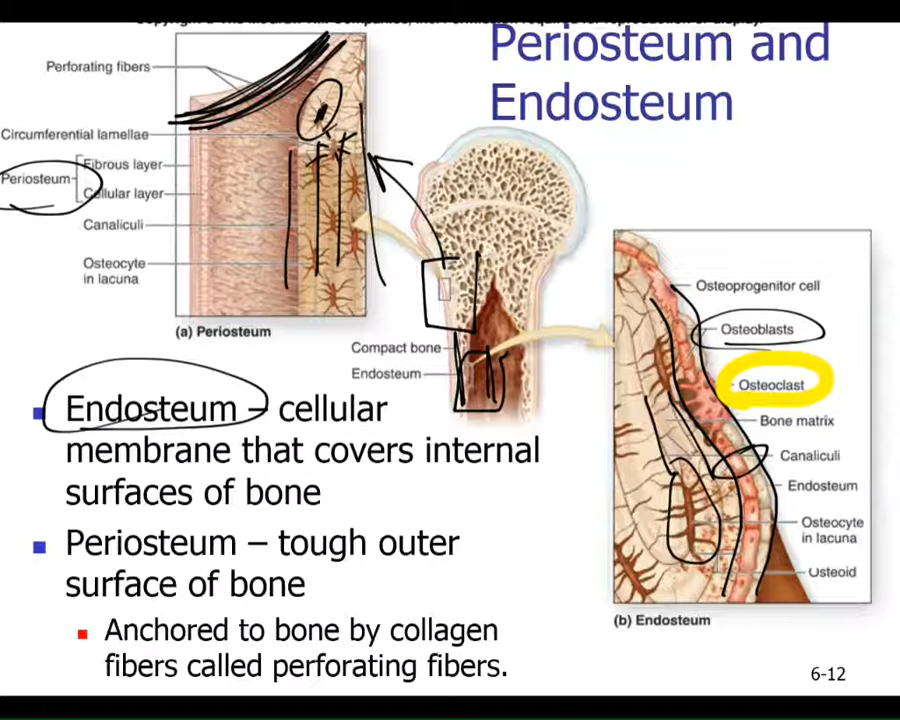 Periosteum and
Endosteum
Perforating fibers
Circumferential lamellae
Fibrous layer
Periosteum
Cellular layer
Canaliculi
Osteocyte
in lacuna
(a) Periosteum
Compact bone
Endosteum
Osteoprogenitor cell
Osteoblasts
Osteoclast
Bone matrix
Canaliculi
Endosteum
Osteocyte
in lacuna
Osteoid
(b) Endosteum
Endosteum – cellular
membrane that covers internal
surfaces of bone
Periosteum – tough outer
surface of bone
Anchored to bone by collagen
fibers called perforating fibers.
6-12